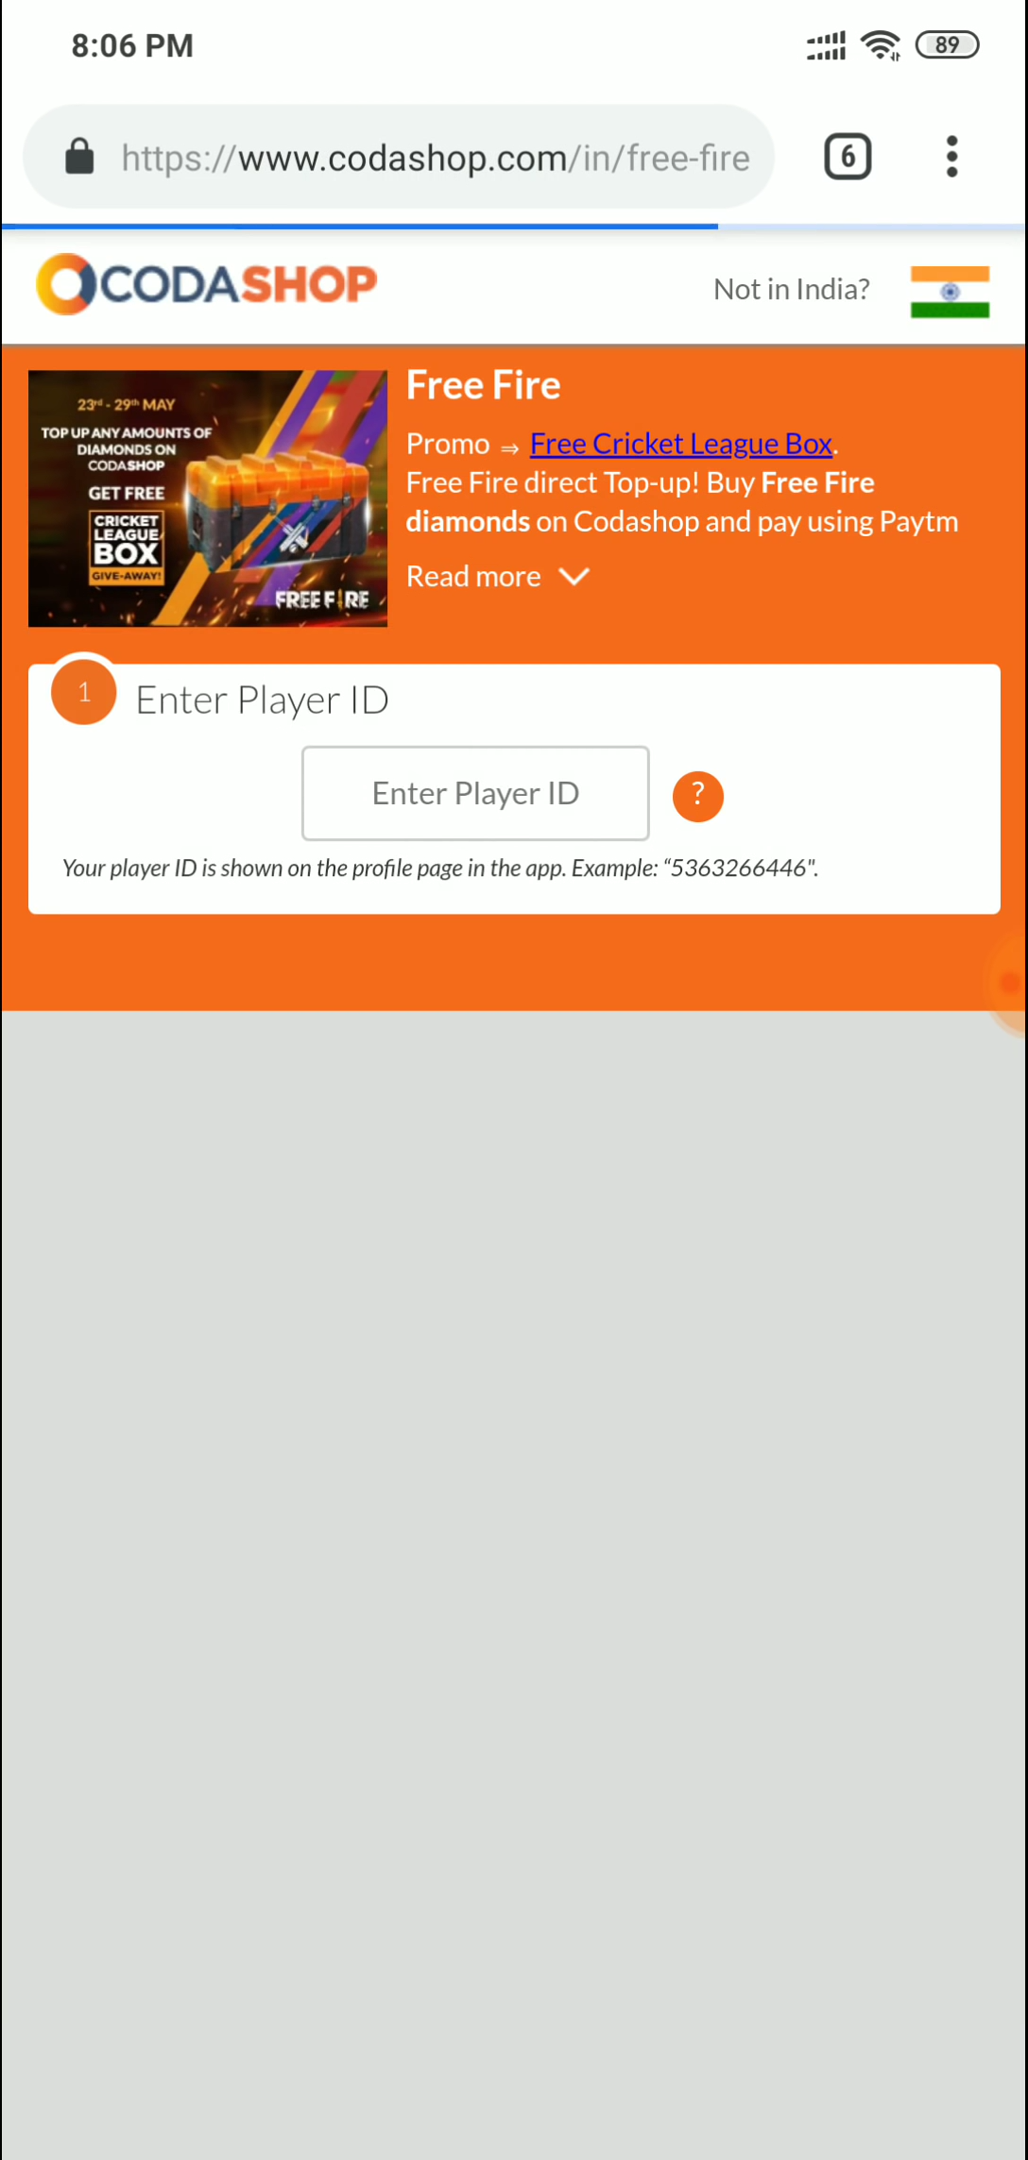 8:06 PM
89
https://www.codashop.com/in/free-fire
6
CODASHOP
Not in India?
23rd - 29th MAY
TOP UP ANY AMOUNTS OF
DIAMONDS ON
CODASHOP
GET FREE
CRICKET
LEAGUE
BOX
GIVE-AWAY!
FREE FIRE
Free Fire
Promo ⇒ Free Cricket League Box.
Free Fire direct Top-up! Buy Free Fire
diamonds on Codashop and pay using Paytm
Read more
1 Enter Player ID
Enter Player ID ?
Your player ID is shown on the profile page in the app. Example: “5363266446".